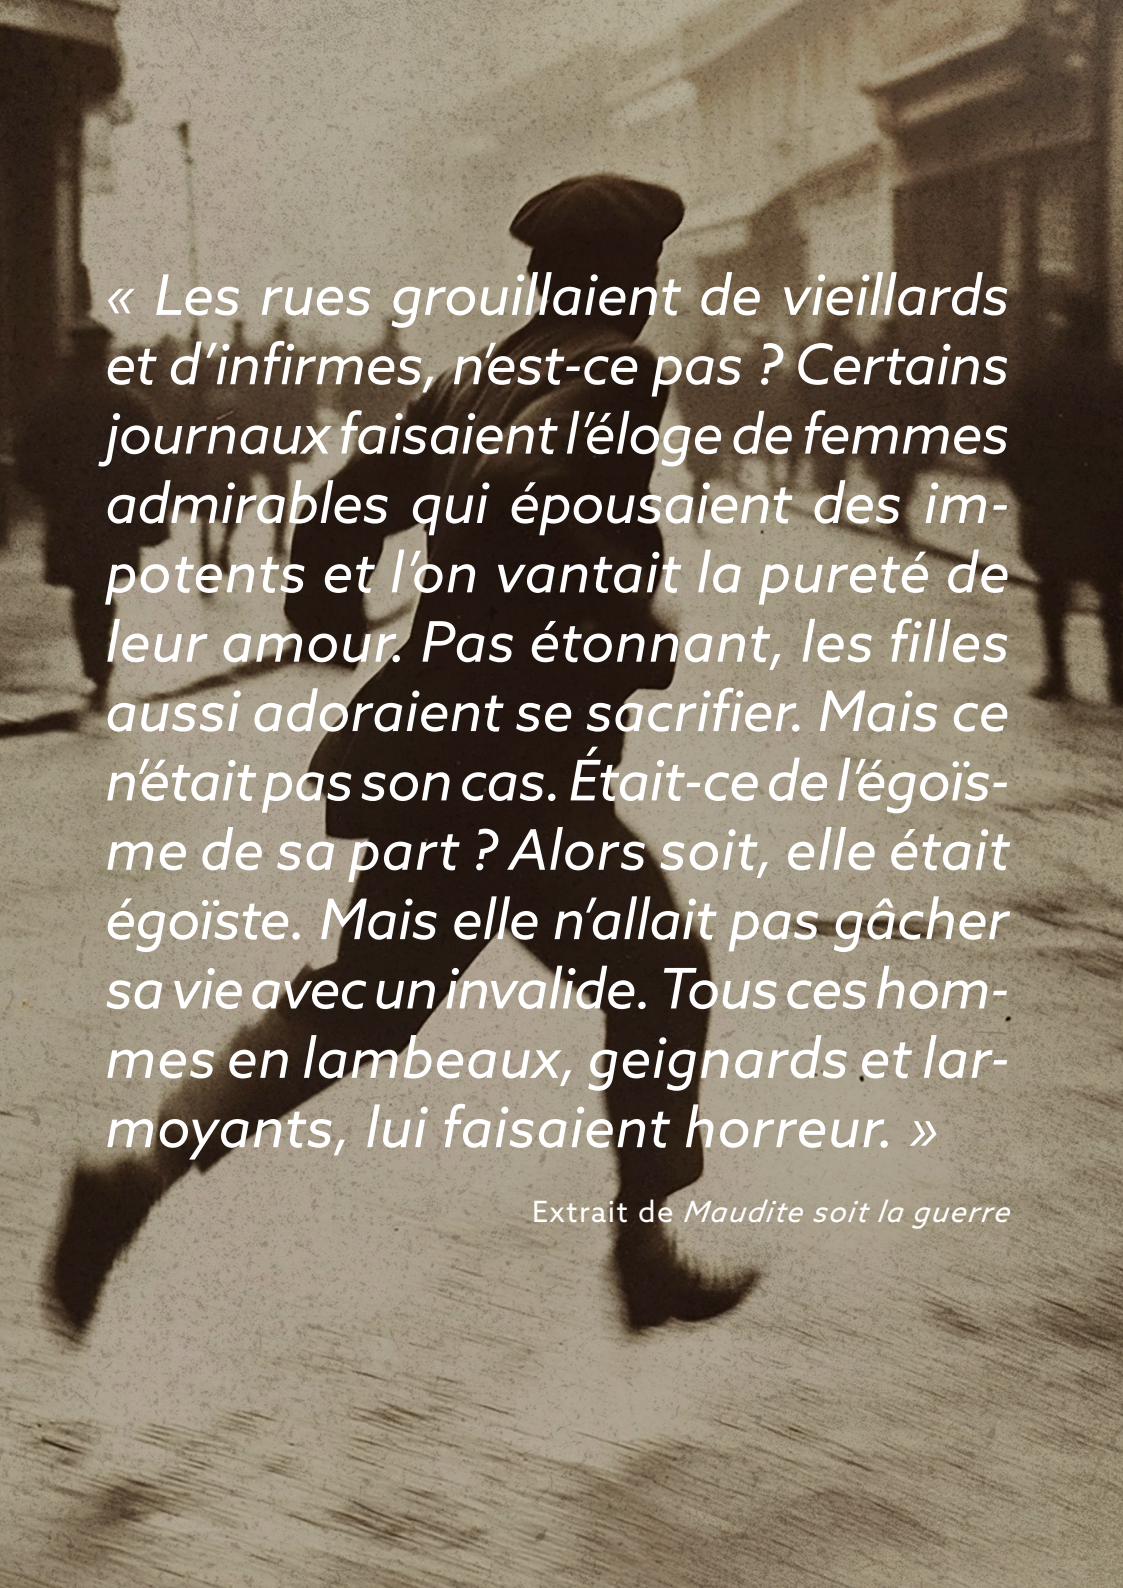 « Les rues grouillaient de vieillards
et d’infirmes, n’est-ce pas ? Certains
journaux faisaient l’éloge de femmes
admirables qui épousaient des im-
potents et l’on vantait la pureté de
leur amour. Pas étonnant, les filles
aussi adoraient se sacrifier. Mais ce
n’était pas son cas. Était-ce de l’égoïs-
me de sa part ? Alors soit, elle était
égoïste. Mais elle n’allait pas gâcher
sa vie avec un invalide. Tous ces hom-
mes en lambeaux, geignards et lar-
moyants, lui faisaient horreur. »
Extrait de Maudite soit la guerre